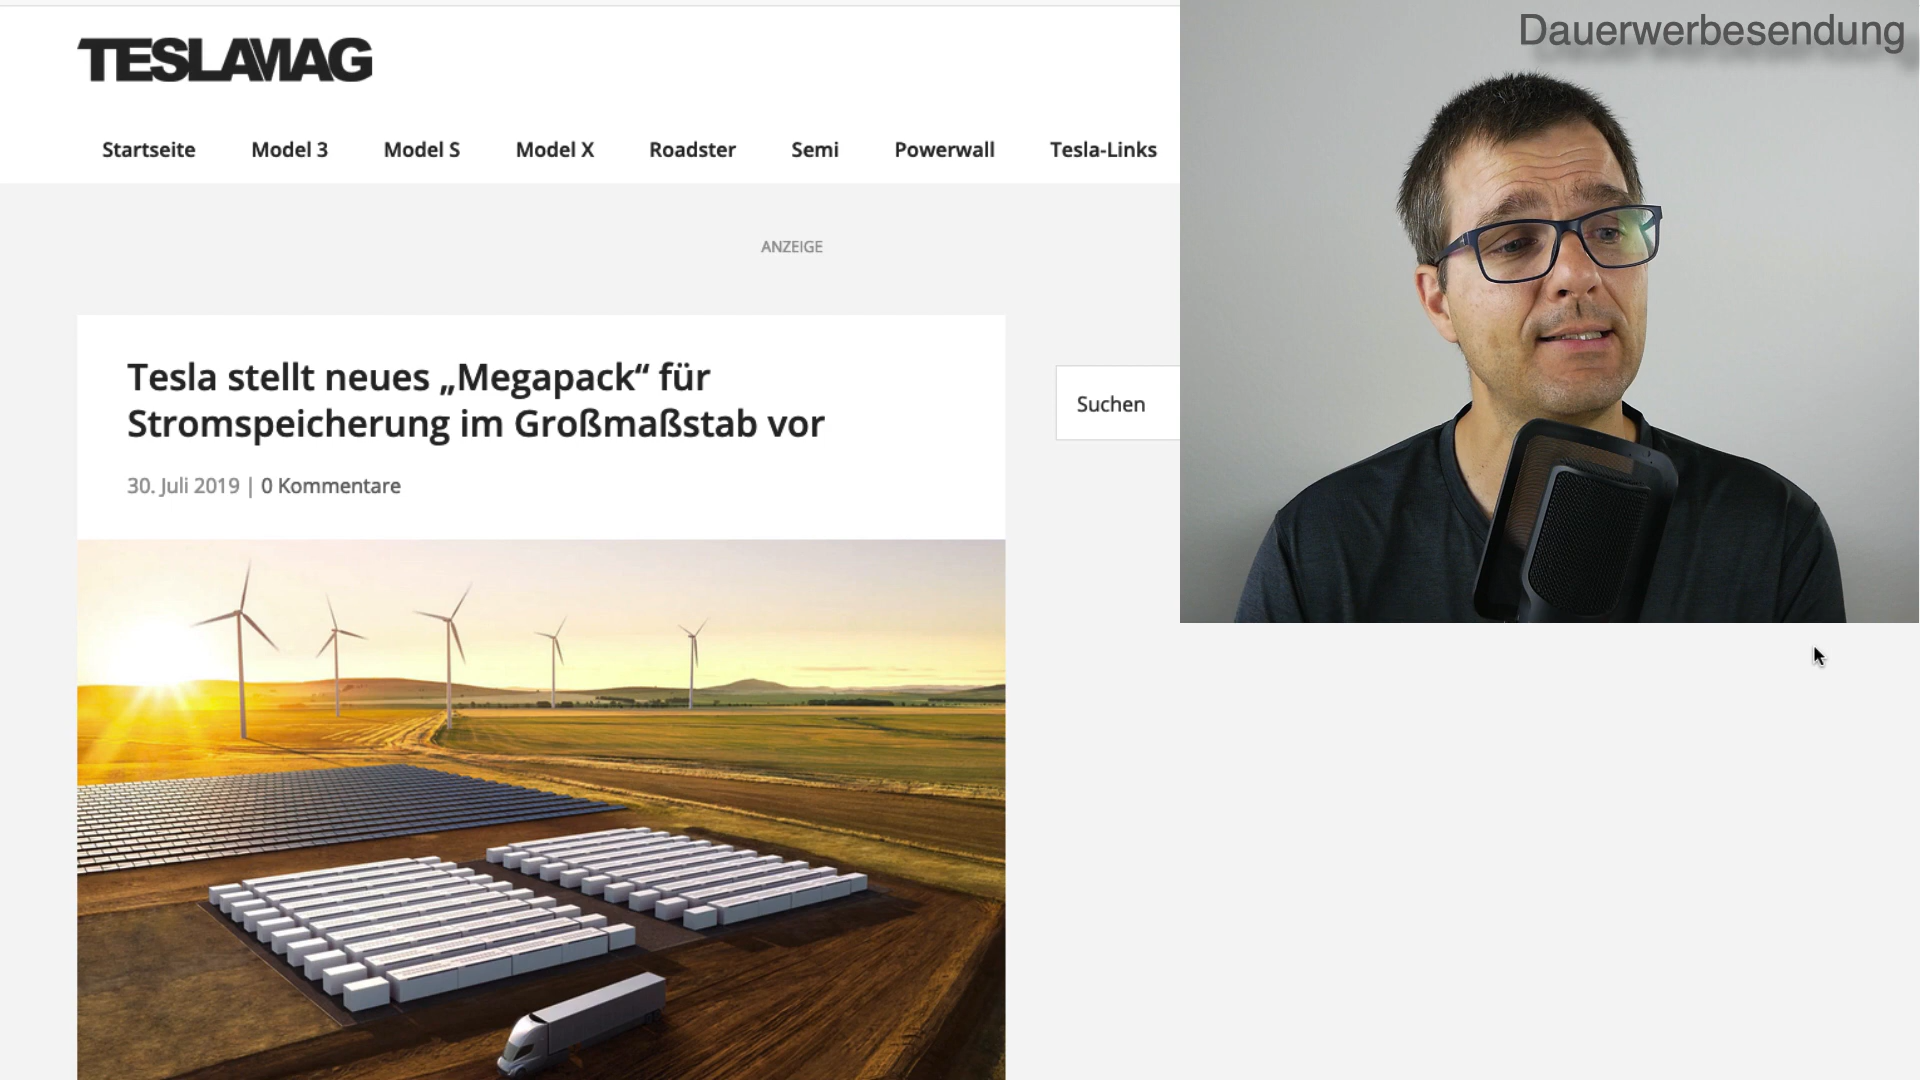 TESLAMAG
Dauerwerbesendung
Startseite Model 3 Model S Model X Roadster Semi Powerwall Tesla-Links
ANZEIGE
Tesla stellt neues „Megapack“ für
Stromspeicherung im Großmaßstab vor
30. Juli 2019 | 0 Kommentare
Suchen